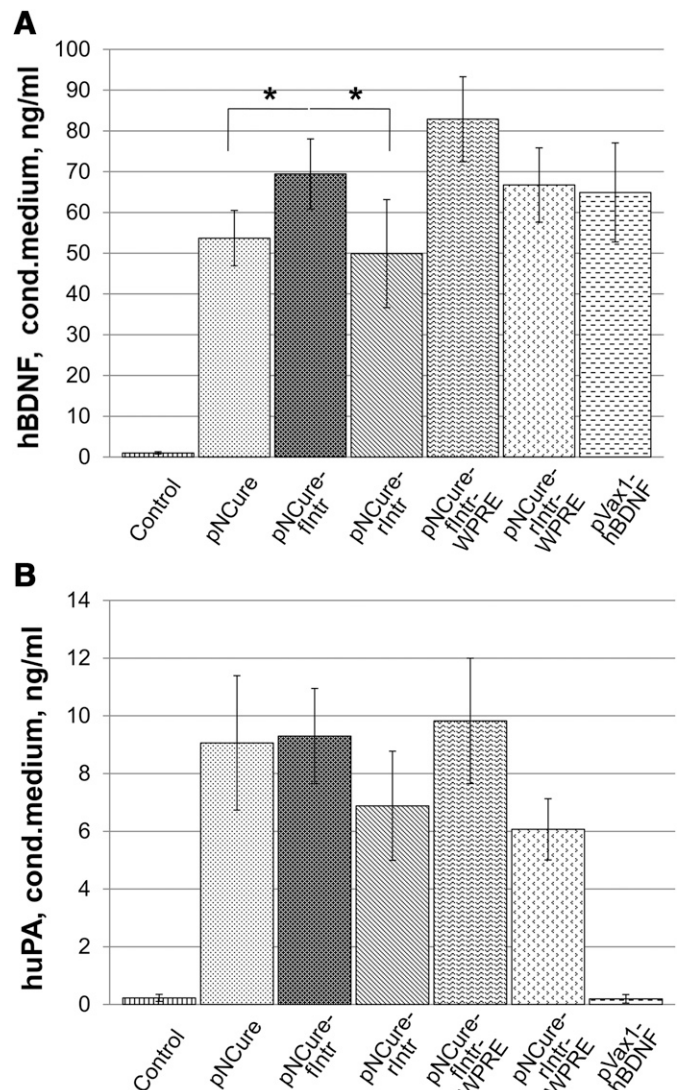 A
hBDNF, cond.medium, ng/ml
100
90
80
70
60
50
40
30
20
10
0
* *
Control
pNCure
pNCure-
fIntr
pNCure-
rIntr
pNCure-
fIntr-
WPRE
pNCure-
rIntr-
WPRE
pVax1-
hBDNF
B
huPA, cond.medium, ng/ml
14
12
10
8
6
4
2
0
Control
pNCure
pNCure-
fIntr
pNCure-
rIntr
pNCure-
fIntr-
WPRE
pNCure-
rIntr-
WPRE
pVax1-
hBDNF